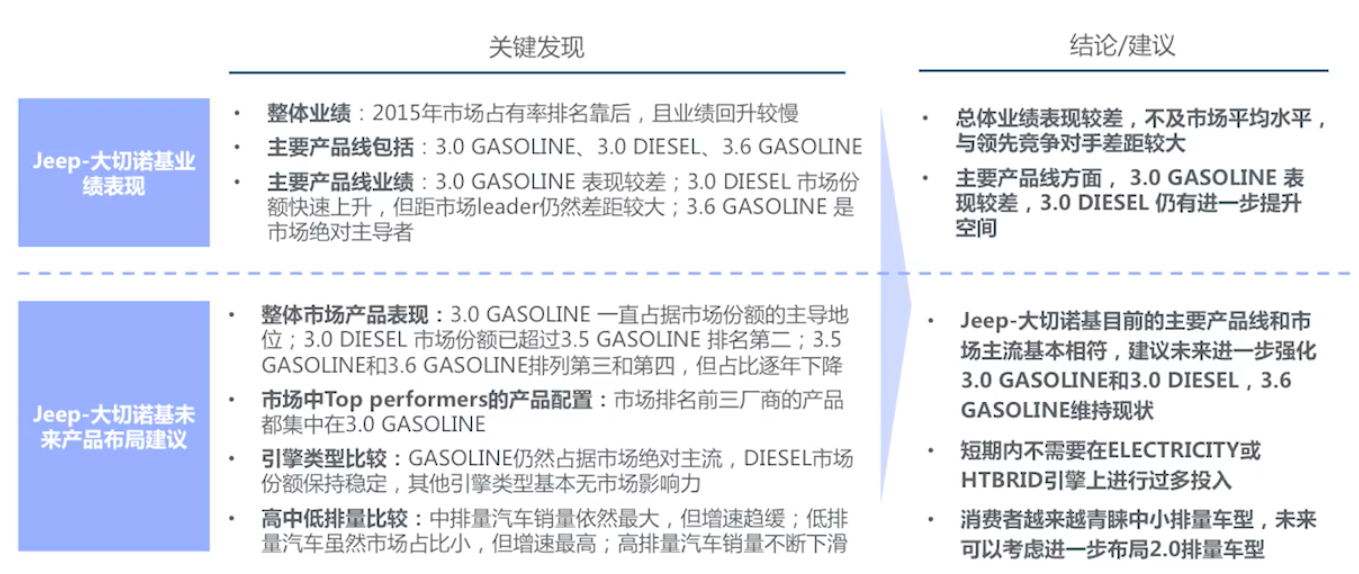 关键发现
结论/建议
Jeep-大切诺基业
绩表现
• 整体业绩：2015年市场占有率排名靠后，且业绩回升较慢
• 主要产品线包括：3.0 GASOLINE、3.0 DIESEL、3.6 GASOLINE
• 主要产品线业绩：3.0 GASOLINE 表现较差；3.0 DIESEL 市场份
额快速上升，但距市场leader仍然差距较大；3.6 GASOLINE 是
市场绝对主导者
• 总体业绩表现较差，不及市场平均水平，
与领先竞争对手差距较大
• 主要产品线方面， 3.0 GASOLINE 表
现较差，3.0 DIESEL 仍有进一步提升
空间
Jeep-大切诺基未
来产品布局建议
• 整体市场产品表现：3.0 GASOLINE 一直占据市场份额的主导地
位；3.0 DIESEL 市场份额已超过3.5 GASOLINE 排名第二；3.5
GASOLINE和3.6 GASOLINE排列第三和第四，但占比逐年下降
• 市场中Top performers的产品配置：市场排名前三厂商的产品
都集中在3.0 GASOLINE
• 引擎类型比较：GASOLINE仍然占据市场绝对主流，DIESEL市场
份额保持稳定，其他引擎类型基本无市场影响力
• 高中低排量比较：中排量汽车销量依然最大，但增速趋缓；低排
量汽车虽然市场占比小，但增速最高；高排量汽车销量不断下滑
• Jeep-大切诺基目前的主要产品线和市
场主流基本相符，建议未来进一步强化
3.0 GASOLINE和3.0 DIESEL，3.6
GASOLINE维持现状
• 短期内不需要在ELECTRICITY或
HTBRID引擎上进行过多投入
• 消费者越来越青睐中小排量车型，未来
可以考虑进一步布局2.0排量车型